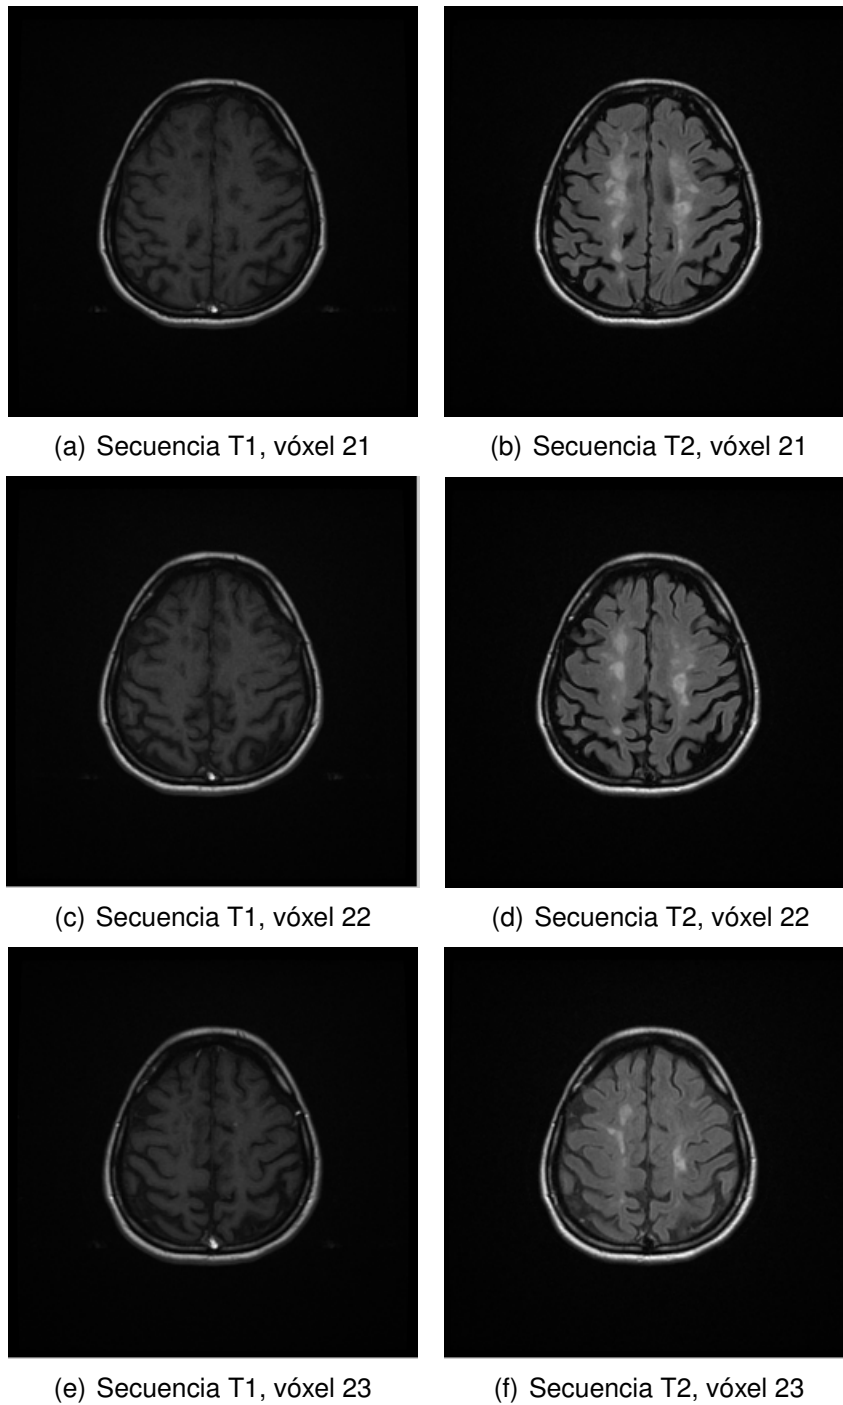 (a) Secuencia T1, vóxel 21
(b) Secuencia T2, vóxel 21
(c) Secuencia T1, vóxel 22
(d) Secuencia T2, vóxel 22
(e) Secuencia T1, vóxel 23
(f) Secuencia T2, vóxel 23